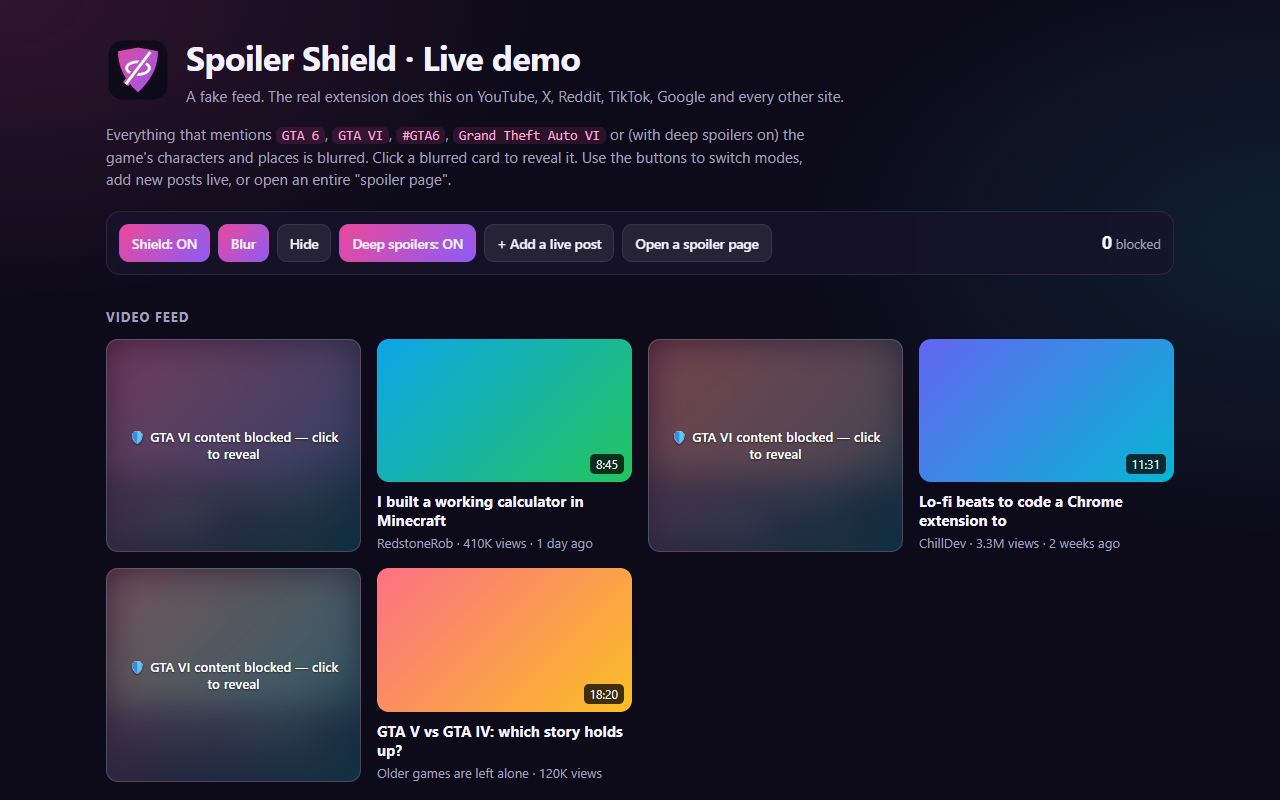 Spoiler Shield · Live demo
A fake feed. The real extension does this on YouTube, X, Reddit, TikTok, Google and every other site.
Everything that mentions GTA 6, GTA VI, #GTA6, Grand Theft Auto VI or (with deep spoilers on) the
game's characters and places is blurred. Click a blurred card to reveal it. Use the buttons to switch modes,
add new posts live, or open an entire "spoiler page".
Shield: ON Blur Hide Deep spoilers: ON + Add a live post Open a spoiler page 0 blocked
VIDEO FEED
GTA VI content blocked — click
to reveal
8:45
I built a working calculator in
Minecraft
RedstoneRob · 410K views · 1 day ago
GTA VI content blocked — click
to reveal
11:31
Lo-fi beats to code a Chrome
extension to
ChillDev · 3.3M views · 2 weeks ago
GTA VI content blocked — click
to reveal
18:20
GTA V vs GTA IV: which story holds
up?
Older games are left alone · 120K views